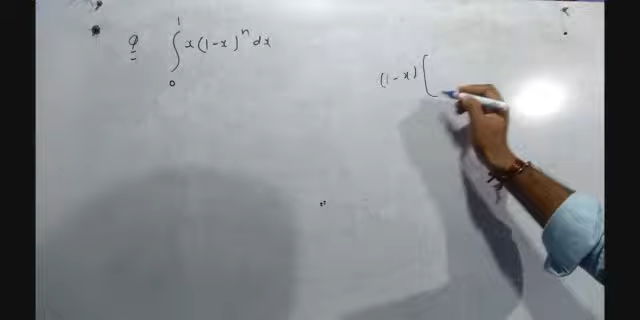 Q ∫₀¹ x(1-x)ⁿ dx
(1-x) [